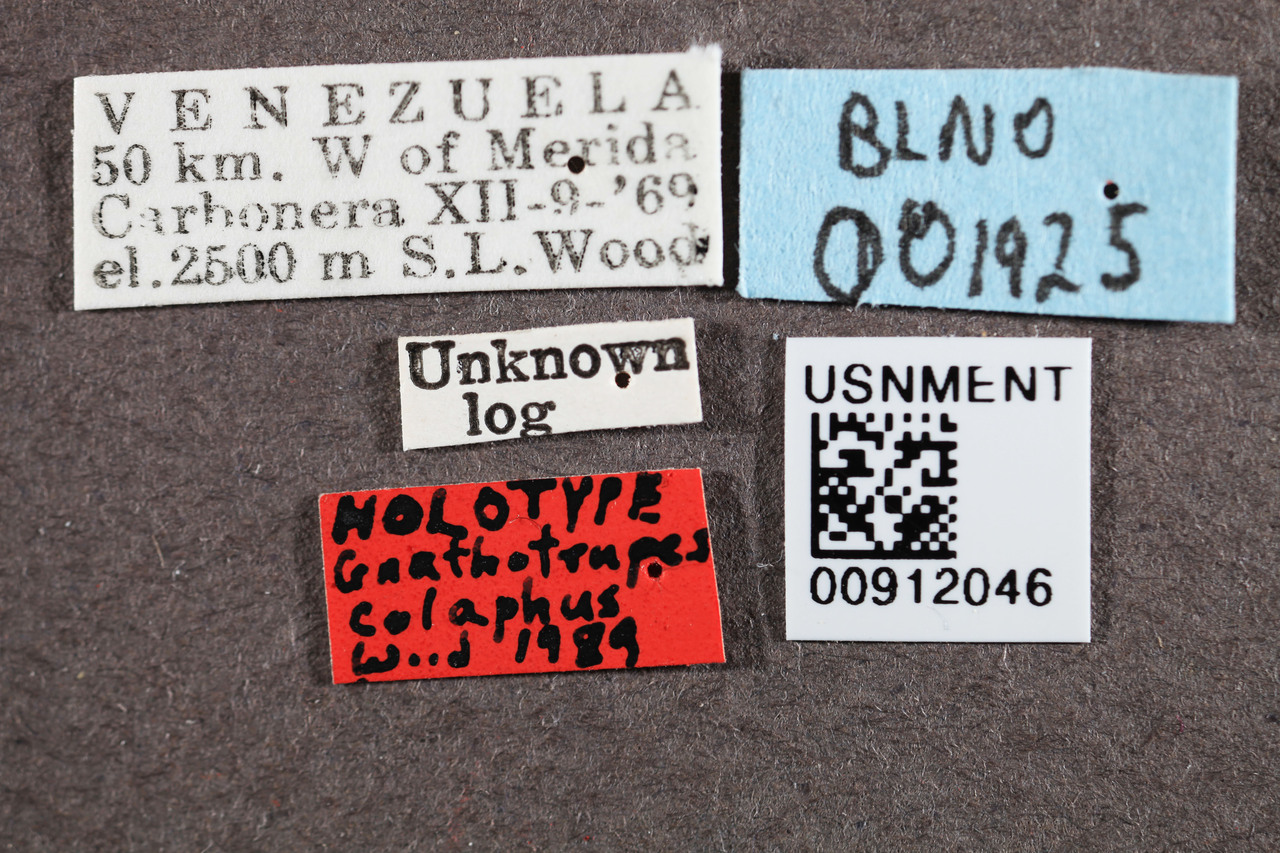 VENEZUELA
50 km. W of Merida
Carbonera XII-9-'69
el.2500 m S.L.Wood
BLNO
001925
Unknown
log
USNMENT
00912046
HOLOTYPE
Gnathotrupes
colaphus
Wood 1989